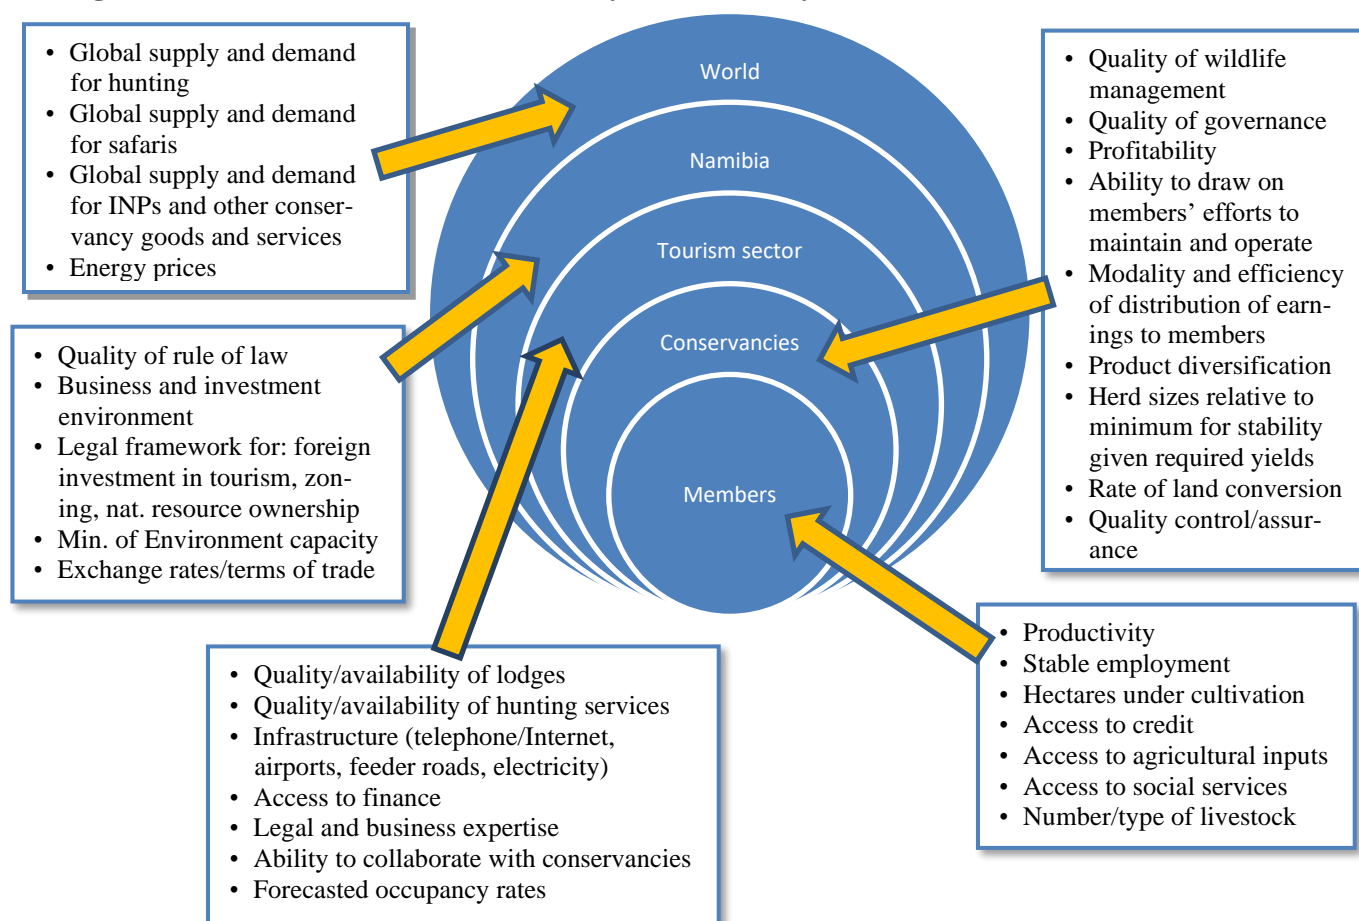 • Global supply and demand
for hunting
• Global supply and demand
for safaris
• Global supply and demand
for INPs and other conser-
vancy goods and services
• Energy prices
World
Namibia
Tourism sector
Conservancies
Members
• Quality of wildlife
management
• Quality of governance
• Profitability
• Ability to draw on
members’ efforts to
maintain and operate
• Modality and efficiency
of distribution of earn-
ings to members
• Product diversification
• Herd sizes relative to
minimum for stability
given required yields
• Rate of land conversion
• Quality control/assur-
ance
• Quality of rule of law
• Business and investment
environment
• Legal framework for: foreign
investment in tourism, zon-
ing, nat. resource ownership
• Min. of Environment capacity
• Exchange rates/terms of trade
• Quality/availability of lodges
• Quality/availability of hunting services
• Infrastructure (telephone/Internet,
airports, feeder roads, electricity)
• Access to finance
• Legal and business expertise
• Ability to collaborate with conservancies
• Forecasted occupancy rates
• Productivity
• Stable employment
• Hectares under cultivation
• Access to credit
• Access to agricultural inputs
• Access to social services
• Number/type of livestock